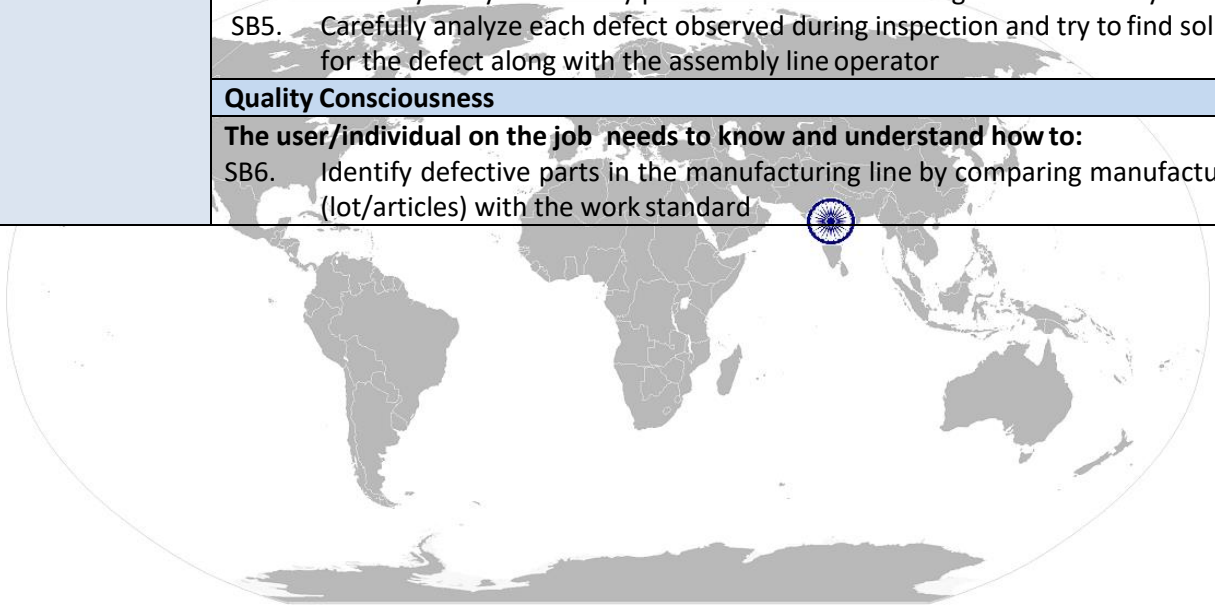 SB5. Carefully analyze each defect observed during inspection and try to find sol
for the defect along with the assembly line operator
Quality Consciousness
The user/individual on the job needs to know and understand how to:
SB6. Identify defective parts in the manufacturing line by comparing manufactu
(lot/articles) with the work standard